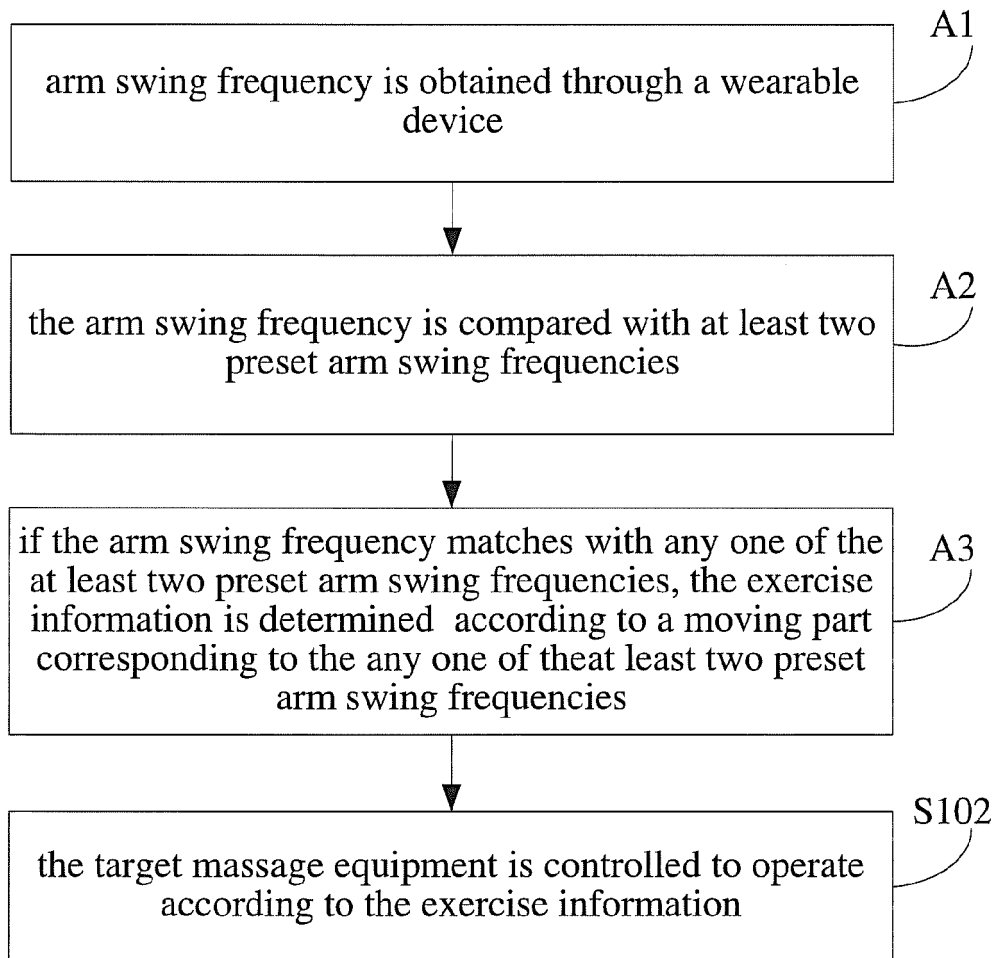 A1
arm swing frequency is obtained through a wearable
device
A2
the arm swing frequency is compared with at least two
preset arm swing frequencies
A3
if the arm swing frequency matches with any one of the
at least two preset arm swing frequencies, the exercise
information is determined according to a moving part
corresponding to the any one of theat least two preset
arm swing frequencies
S102
the target massage equipment is controlled to operate
according to the exercise information